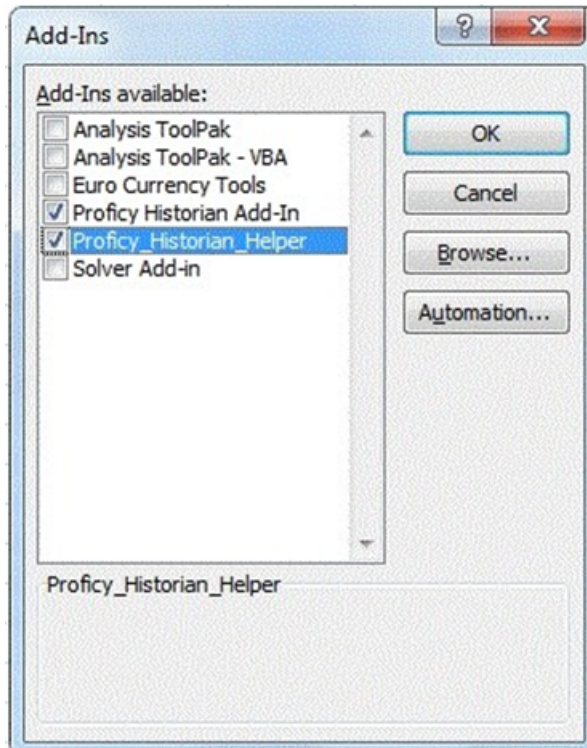 Add-Ins
Add-Ins available:
Analysis ToolPak
Analysis ToolPak - VBA
Euro Currency Tools
Proficy Historian Add-In
Proficy_Historian_Helper
Solver Add-in
OK
Cancel
Browse...
Automation...
Proficy_Historian_Helper